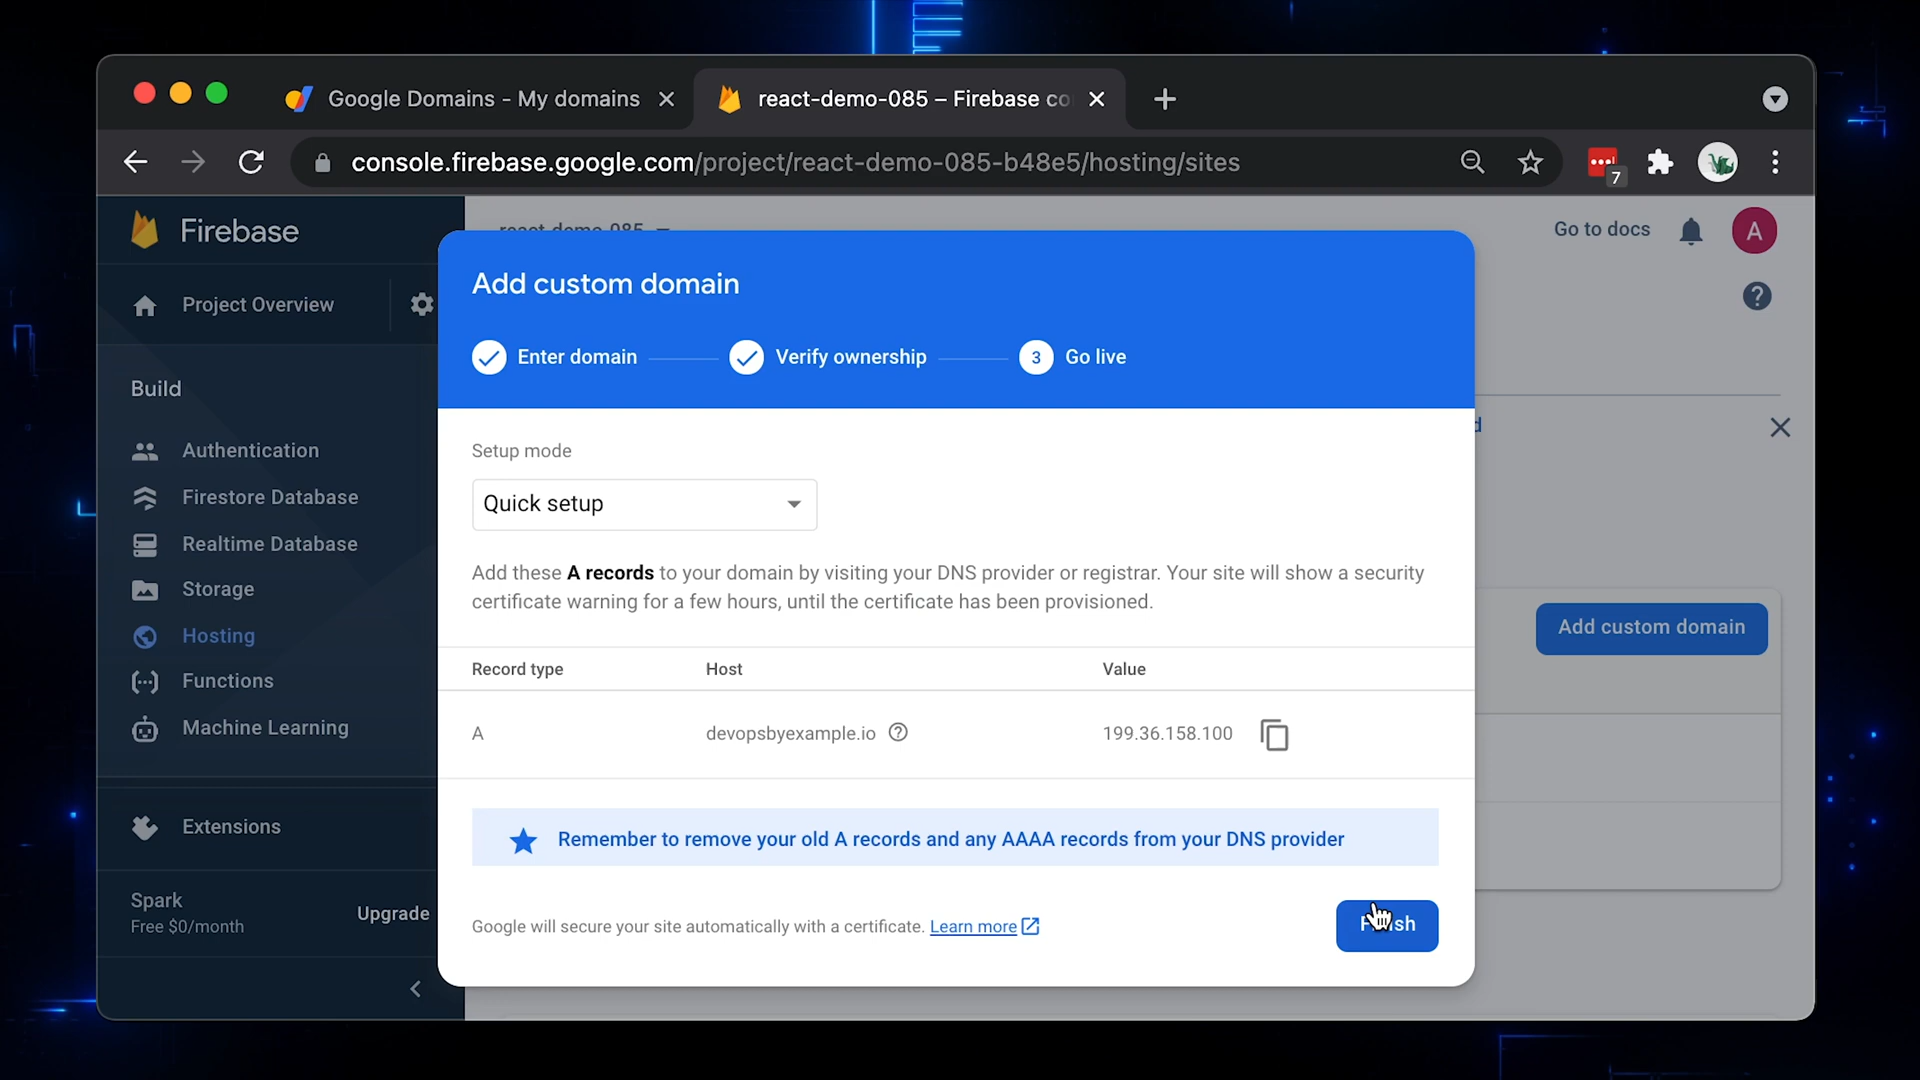 Google Domains - My domains
react-demo-085 – Firebase co
console.firebase.google.com/project/react-demo-085-b48e5/hosting/sites
7
Firebase
react-demo-085
Go to docs
A
Project Overview
Add custom domain
Enter domain
Verify ownership
3 Go live
Build
Authentication
Firestore Database
Realtime Database
Storage
Hosting
Functions
Machine Learning
Extensions
Spark
Free $0/month
Upgrade
Setup mode
Quick setup
Add these A records to your domain by visiting your DNS provider or registrar. Your site will show a security
certificate warning for a few hours, until the certificate has been provisioned.
Record type Host Value
A devopsbyexample.io 199.36.158.100
Remember to remove your old A records and any AAAA records from your DNS provider
Google will secure your site automatically with a certificate. Learn more
Finish
Add custom domain